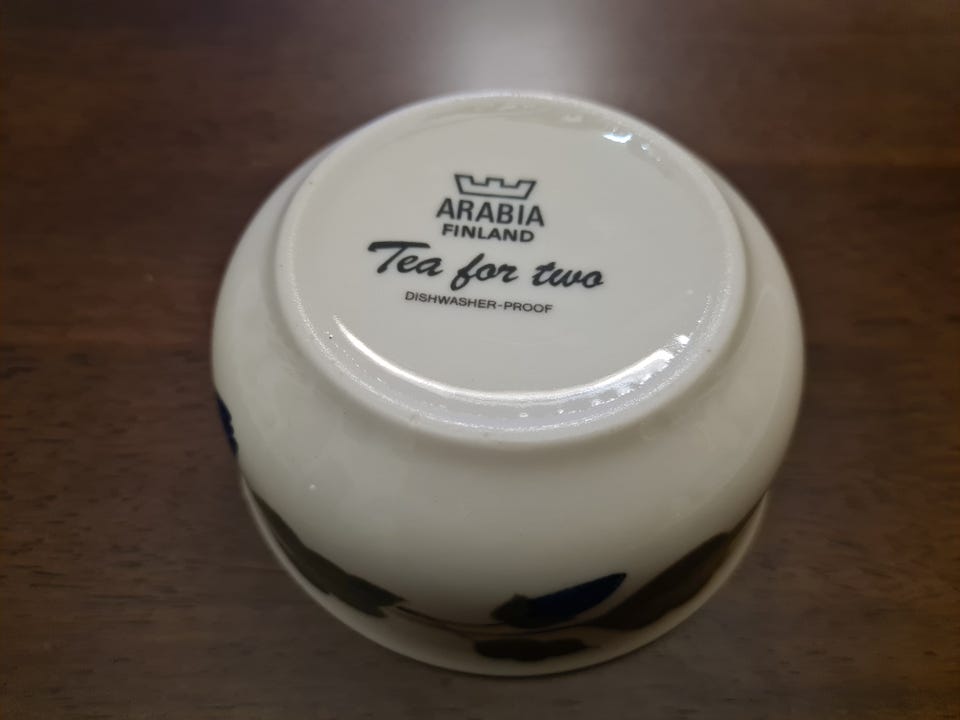 ARABIA
FINLAND
Tea for two
DISHWASHER-PROOF